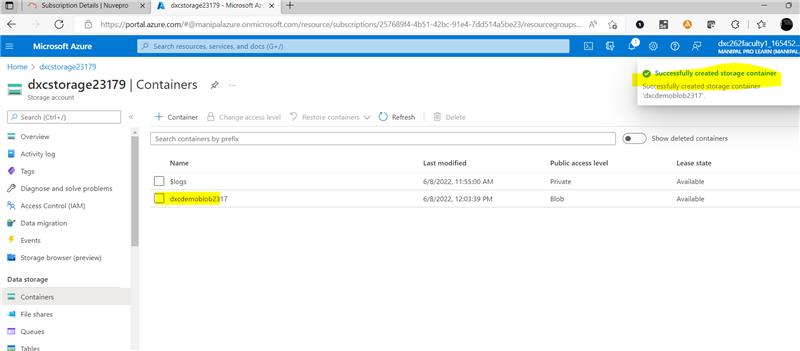 Subscription Details | Nuvepro
dxcstorage23179 - Microsoft Az
https://portal.azure.com/#@manipalazure.onmicrosoft.com/resource/subscriptions/257689f4-4b51-42bc-91e4-7dd514a5be23/resourcegroups...
Microsoft Azure
Search resources, services, and docs (G+/)
dxc262faculty1_165452...
MANIPAL PRO LEARN (MANIPAL...
Home > dxcstorage23179 >
dxcstorage23179 | Containers
Storage account
Successfully created storage container
Successfully created storage container
'dxcdemoblob2317'.
Search (Ctrl+/)
Overview
Activity log
Tags
Diagnose and solve problems
Access Control (IAM)
Data migration
Events
Storage browser (preview)
Data storage
Containers
File shares
Queues
Tables
+ Container
Change access level
Restore containers
Refresh
Delete
Search containers by prefix
Show deleted containers
Name Last modified Public access level Lease state
$logs 6/8/2022, 11:55:00 AM Private Available
dxcdemoblob2317 6/8/2022, 12:03:39 PM Blob Available